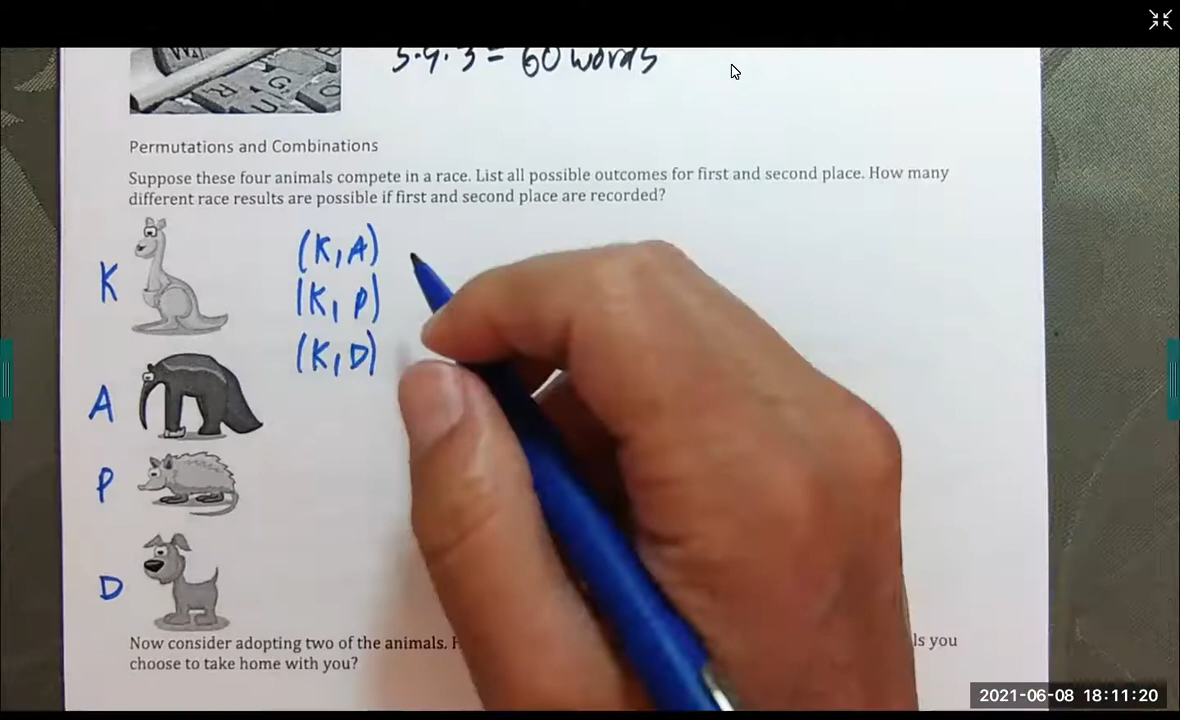 5·4·3 = 60 words
Permutations and Combinations
Suppose these four animals compete in a race. List all possible outcomes for first and second place. How many
different race results are possible if first and second place are recorded?
K
(K, A)
(K, P)
(K, D)
A
P
D
Now consider adopting two of the animals.
ls you
choose to take home with you?
2021-06-08 18:11:20